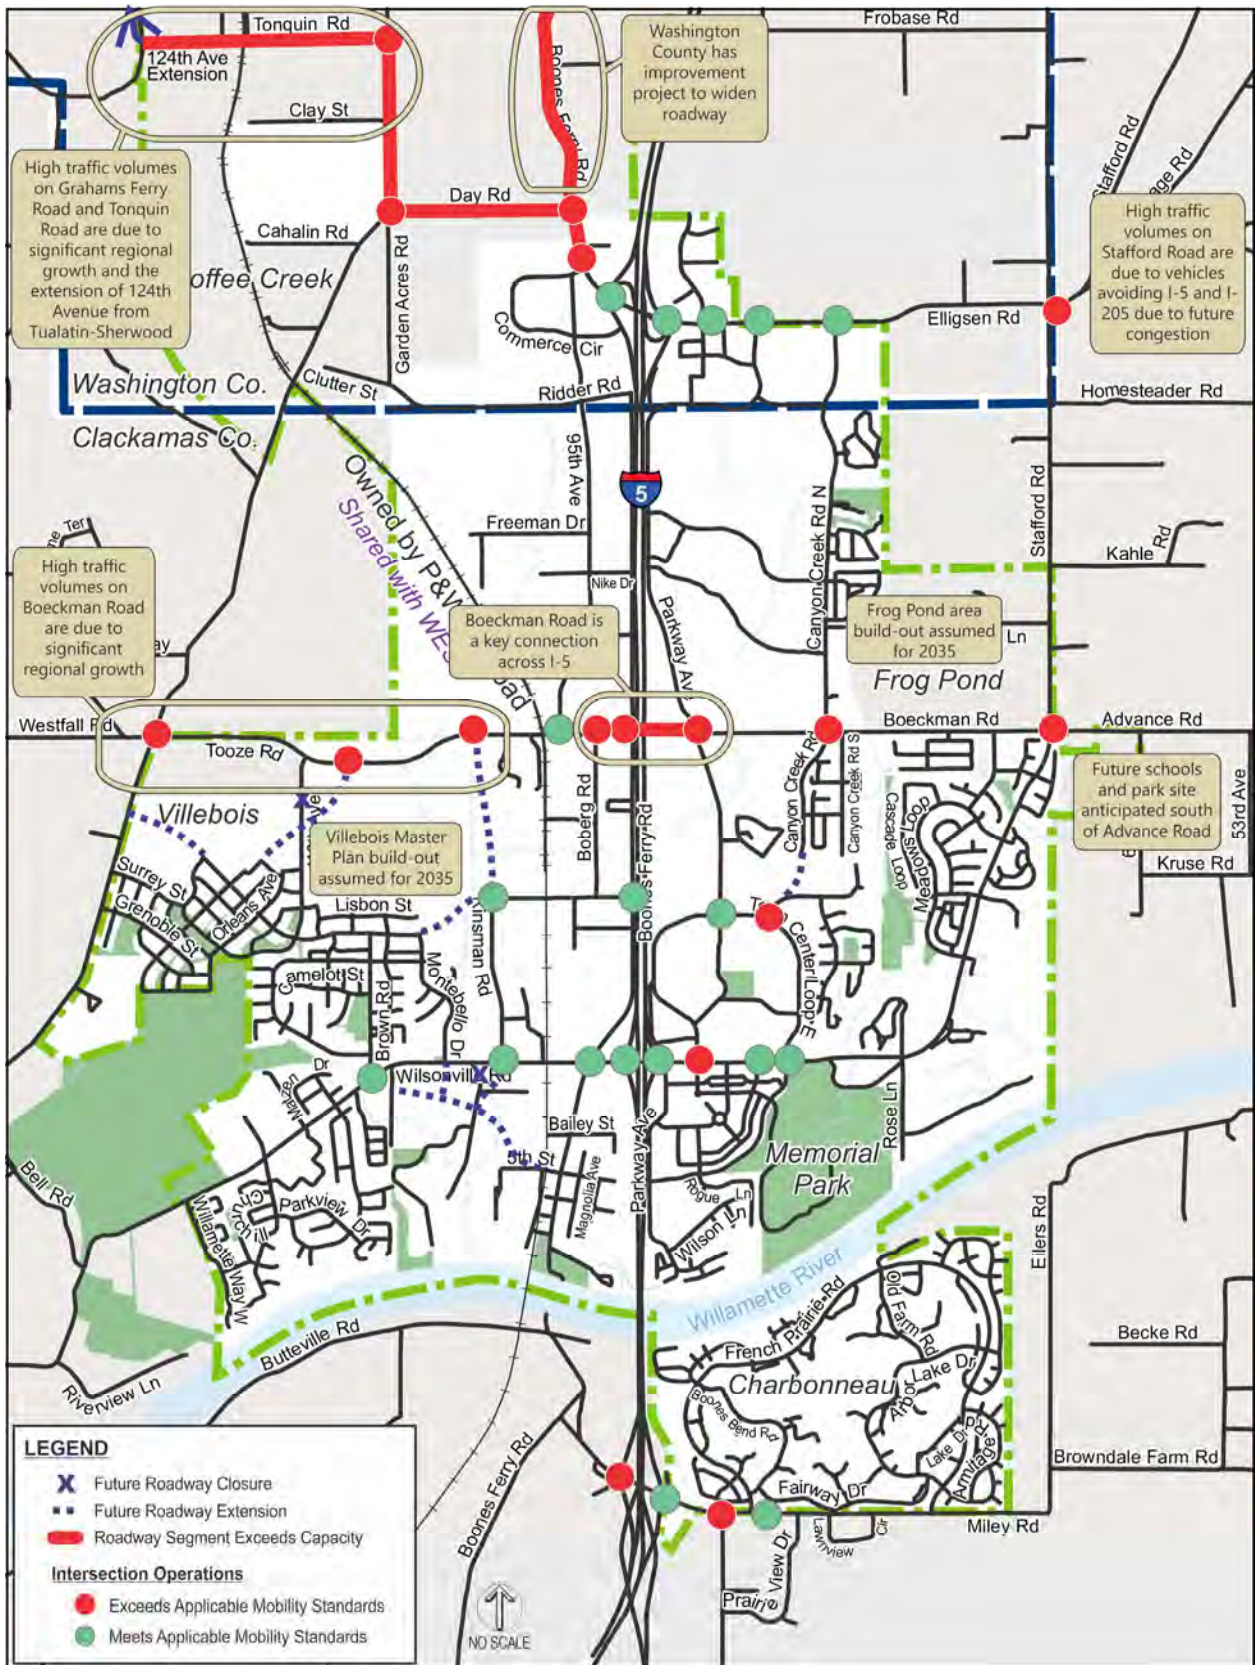 Tonquin Rd
124th Ave
Extension
Clay St
Boones Ferry Rd
Washington
County has
improvement
project to widen
roadway
Frobase Rd
Stafford Rd
High traffic volumes
on Grahams Ferry
Road and Tonquin
Road are due to
significant regional
growth and the
extension of 124th
Avenue from
Tualatin-Sherwood
Day Rd
Cahalin Rd
offee Creek
Garden Acres Rd
High traffic
volumes on
Stafford Road are
due to vehicles
avoiding I-5 and I-
205 due to future
congestion
Commerce Cir
Elligsen Rd
Washington Co.
Clackamas Co.
Clutter St
Ridder Rd
Homesteader Rd
95th Ave
5
Owned by P&W
Shared with WES
oad
Freeman Dr
Nike Dr
Canyon Creek Rd N
Stafford Rd
Kahle Rd
High traffic
volumes on
Boeckman Road
are due to
significant
regional growth
ne Ter
ay
Boeckman Road is
a key connection
across I-5
Parkway Ave
Frog Pond area
build-out assumed
for 2035
Ln
Frog Pond
Westfall Rd
Tooze Rd
Boeckman Rd
Advance Rd
Villebois
Villebois Master
Plan build-out
assumed for 2035
Boberg Rd
Boones Ferry Rd
Canyon Creek Rd
Canyon Creek Rd S
Cascade Loop
Meadows Loop
Future schools
and park site
anticipated south
of Advance Road
53rd Ave
Kruse Rd
Surrey St
Grenoble St
Orleans Ave
Lisbon St
Kinsman Rd
Town Center Loop E
Camelot St
Brown Rd
Montebello Dr
Wilsonville Rd
Dr
Bailey St
5th St
Magnolia Ave
Parkway Ave
Rogue Ln
Wilson Ln
Rose Ln
Memorial
Park
Bell Rd
Churchill
Parkview Dr
Willamette Way W
Willamette River
Eilers Rd
Butteville Rd
Riverview Ln
French Prairie Rd
Old Farm Rd
Becke Rd
Charbonneau
Lake Dr
Arbor
Boones Bend Rd
Lake Dr
Armitage Rd
Browndale Farm Rd
Fairway Dr
Boones Ferry Rd
Miley Rd
Lawnview Cir
Prairie View Dr
LEGEND
X Future Roadway Closure
Future Roadway Extension
Roadway Segment Exceeds Capacity
Intersection Operations
Exceeds Applicable Mobility Standards
Meets Applicable Mobility Standards
NO SCALE